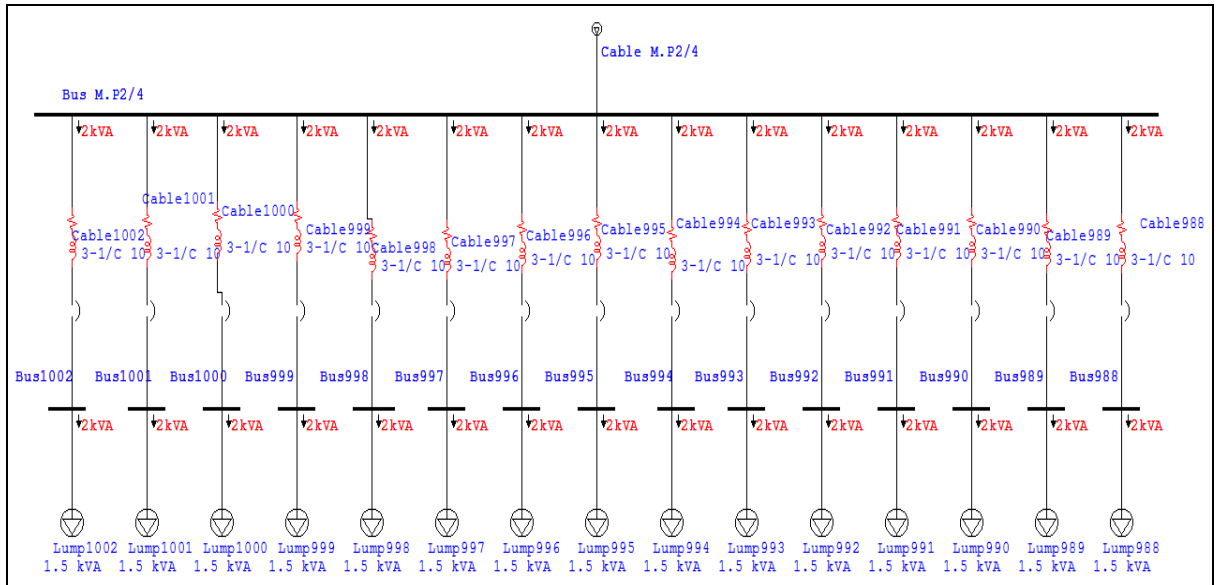 Cable M.P2/4
Bus M.P2/4
2kVA 2kVA 2kVA 2kVA 2kVA 2kVA 2kVA 2kVA 2kVA 2kVA 2kVA 2kVA 2kVA 2kVA 2kVA
Cable1002 Cable1001 Cable1000 Cable999 Cable998 Cable997 Cable996 Cable995 Cable994 Cable993 Cable992 Cable991 Cable990 Cable989 Cable988
3-1/C 10 3-1/C 10 3-1/C 10 3-1/C 10 3-1/C 10 3-1/C 10 3-1/C 10 3-1/C 10 3-1/C 10 3-1/C 10 3-1/C 10 3-1/C 10 3-1/C 10 3-1/C 10 3-1/C 10
Bus1002 Bus1001 Bus1000 Bus999 Bus998 Bus997 Bus996 Bus995 Bus994 Bus993 Bus992 Bus991 Bus990 Bus989 Bus988
2kVA 2kVA 2kVA 2kVA 2kVA 2kVA 2kVA 2kVA 2kVA 2kVA 2kVA 2kVA 2kVA 2kVA 2kVA
Lump1002 Lump1001 Lump1000 Lump999 Lump998 Lump997 Lump996 Lump995 Lump994 Lump993 Lump992 Lump991 Lump990 Lump989 Lump988
1.5 kVA 1.5 kVA 1.5 kVA 1.5 kVA 1.5 kVA 1.5 kVA 1.5 kVA 1.5 kVA 1.5 kVA 1.5 kVA 1.5 kVA 1.5 kVA 1.5 kVA 1.5 kVA 1.5 kVA